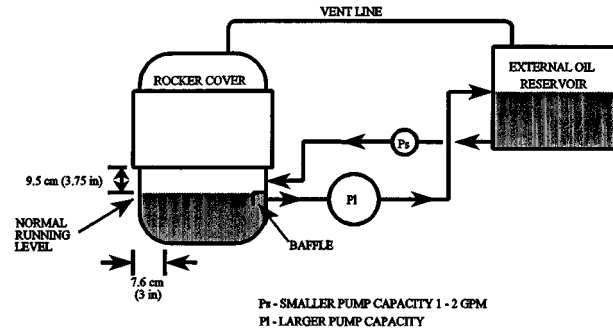 VENT LINE
ROCKER COVER
EXTERNAL OIL
RESERVOIR
Ps
9.5 cm (3.75 in)
Pl
NORMAL
RUNNING
LEVEL
BAFFLE
7.6 cm
(3 in)
Ps - SMALLER PUMP CAPACITY 1 - 2 GPM
Pl - LARGER PUMP CAPACITY